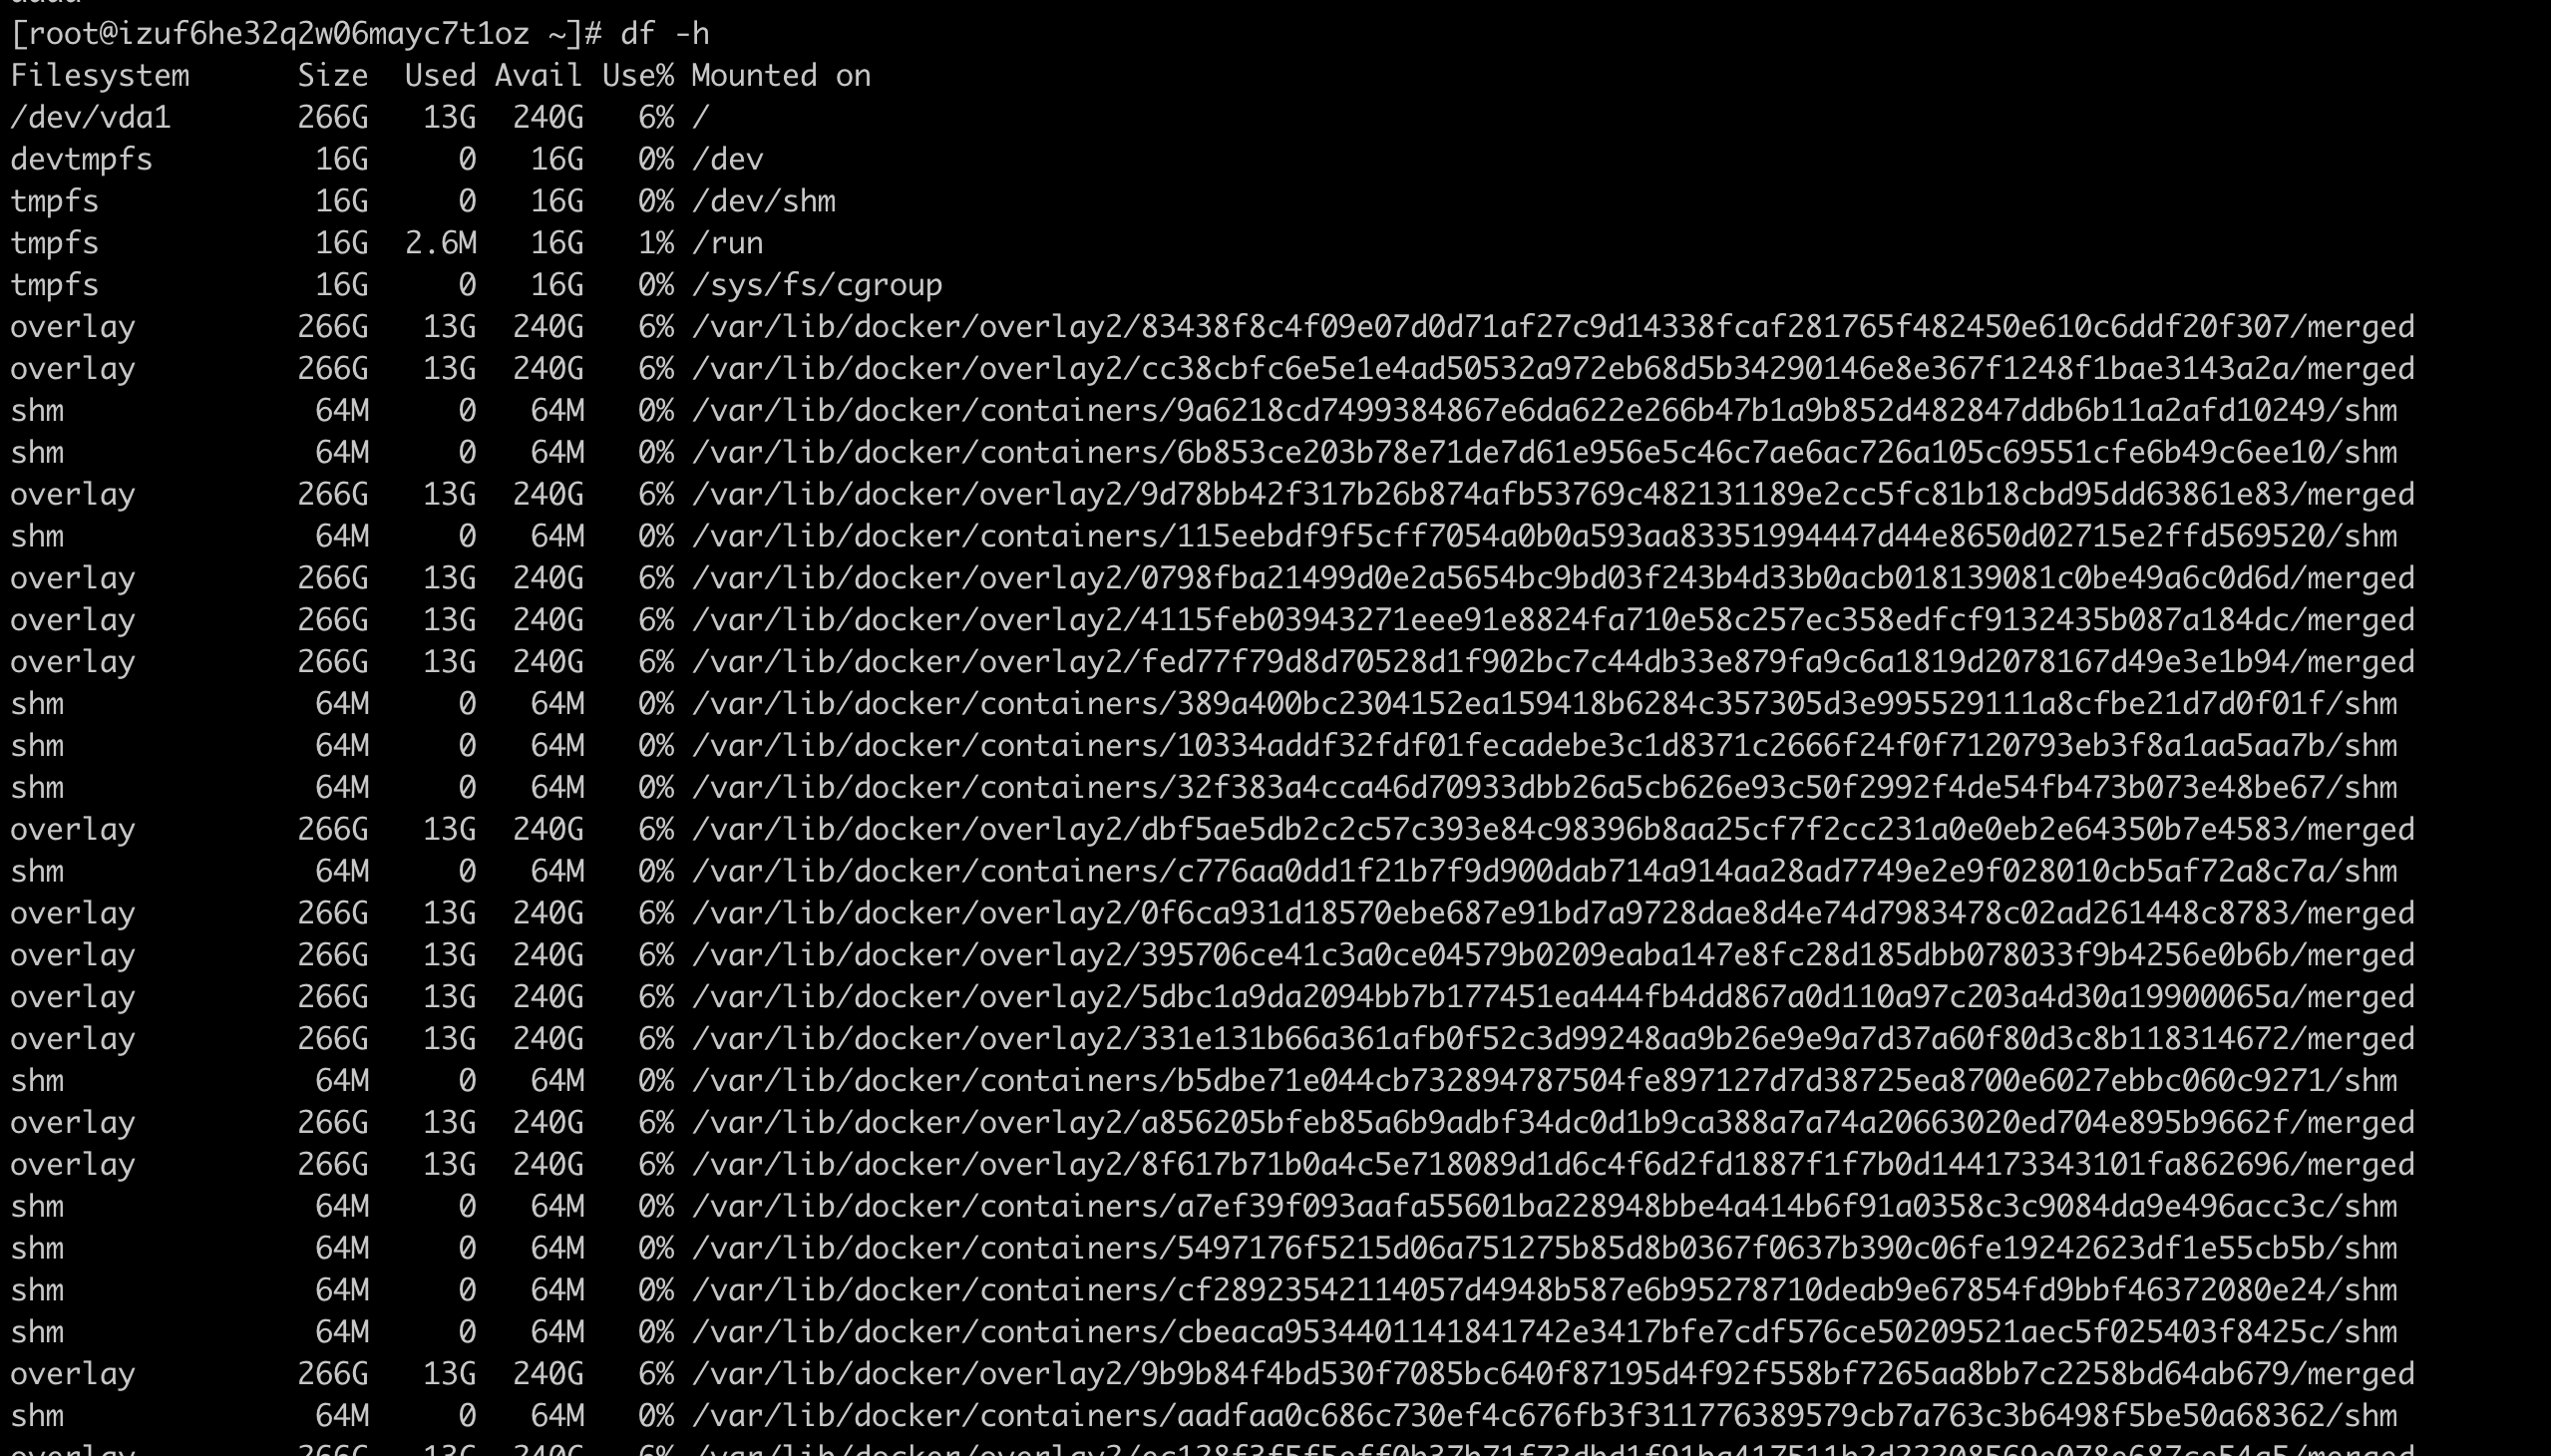 [root@izuf6he32q2w06mayc7t1oz ~]# df -h
Filesystem      Size  Used Avail Use% Mounted on
/dev/vda1       266G   13G  240G   6% /
devtmpfs         16G     0   16G   0% /dev
tmpfs            16G     0   16G   0% /dev/shm
tmpfs            16G  2.6M   16G   1% /run
tmpfs            16G     0   16G   0% /sys/fs/cgroup
overlay         266G   13G  240G   6% /var/lib/docker/overlay2/83438f8c4f09e07d0d71af27c9d14338fcaf281765f482450e610c6ddf20f307/merged
overlay         266G   13G  240G   6% /var/lib/docker/overlay2/cc38cbfc6e5e1e4ad50532a972eb68d5b34290146e8e367f1248f1bae3143a2a/merged
shm              64M     0   64M   0% /var/lib/docker/containers/9a6218cd7499384867e6da622e266b47b1a9b852d482847ddb6b11a2afd10249/shm
shm              64M     0   64M   0% /var/lib/docker/containers/6b853ce203b78e71de7d61e956e5c46c7ae6ac726a105c69551cfe6b49c6ee10/shm
overlay         266G   13G  240G   6% /var/lib/docker/overlay2/9d78bb42f317b26b874afb53769c482131189e2cc5fc81b18cbd95dd63861e83/merged
shm              64M     0   64M   0% /var/lib/docker/containers/115eebdf9f5cff7054a0b0a593aa83351994447d44e8650d02715e2ffd569520/shm
overlay         266G   13G  240G   6% /var/lib/docker/overlay2/0798fba21499d0e2a5654bc9bd03f243b4d33b0acb018139081c0be49a6c0d6d/merged
overlay         266G   13G  240G   6% /var/lib/docker/overlay2/4115feb03943271eee91e8824fa710e58c257ec358edfcf9132435b087a184dc/merged
overlay         266G   13G  240G   6% /var/lib/docker/overlay2/fed77f79d8d70528d1f902bc7c44db33e879fa9c6a1819d2078167d49e3e1b94/merged
shm              64M     0   64M   0% /var/lib/docker/containers/389a400bc2304152ea159418b6284c357305d3e995529111a8cfbe21d7d0f01f/shm
shm              64M     0   64M   0% /var/lib/docker/containers/10334addf32fdf01fecadebe3c1d8371c2666f24f0f7120793eb3f8a1aa5aa7b/shm
shm              64M     0   64M   0% /var/lib/docker/containers/32f383a4cca46d70933dbb26a5cb626e93c50f2992f4de54fb473b073e48be67/shm
overlay         266G   13G  240G   6% /var/lib/docker/overlay2/dbf5ae5db2c2c57c393e84c98396b8aa25cf7f2cc231a0e0eb2e64350b7e4583/merged
shm              64M     0   64M   0% /var/lib/docker/containers/c776aa0dd1f21b7f9d900dab714a914aa28ad7749e2e9f028010cb5af72a8c7a/shm
overlay         266G   13G  240G   6% /var/lib/docker/overlay2/0f6ca931d18570ebe687e91bd7a9728dae8d4e74d7983478c02ad261448c8783/merged
overlay         266G   13G  240G   6% /var/lib/docker/overlay2/395706ce41c3a0ce04579b0209eaba147e8fc28d185dbb078033f9b4256e0b6b/merged
overlay         266G   13G  240G   6% /var/lib/docker/overlay2/5dbc1a9da2094bb7b177451ea444fb4dd867a0d110a97c203a4d30a19900065a/merged
overlay         266G   13G  240G   6% /var/lib/docker/overlay2/331e131b66a361afb0f52c3d99248aa9b26e9e9a7d37a60f80d3c8b118314672/merged
shm              64M     0   64M   0% /var/lib/docker/containers/b5dbe71e044cb732894787504fe897127d7d38725ea8700e6027ebbc060c9271/shm
overlay         266G   13G  240G   6% /var/lib/docker/overlay2/a856205bfeb85a6b9adbf34dc0d1b9ca388a7a74a20663020ed704e895b9662f/merged
overlay         266G   13G  240G   6% /var/lib/docker/overlay2/8f617b71b0a4c5e718089d1d6c4f6d2fd1887f1f7b0d144173343101fa862696/merged
shm              64M     0   64M   0% /var/lib/docker/containers/a7ef39f093aafa55601ba228948bbe4a414b6f91a0358c3c9084da9e496acc3c/shm
shm              64M     0   64M   0% /var/lib/docker/containers/5497176f5215d06a751275b85d8b0367f0637b390c06fe19242623df1e55cb5b/shm
shm              64M     0   64M   0% /var/lib/docker/containers/cf28923542114057d4948b587e6b95278710deab9e67854fd9bbf46372080e24/shm
shm              64M     0   64M   0% /var/lib/docker/containers/cbeaca9534401141841742e3417bfe7cdf576ce50209521aec5f025403f8425c/shm
overlay         266G   13G  240G   6% /var/lib/docker/overlay2/9b9b84f4bd530f7085bc640f87195d4f92f558bf7265aa8bb7c2258bd64ab679/merged
shm              64M     0   64M   0% /var/lib/docker/containers/aadfaa0c686c730ef4c676fb3f311776389579cb7a763c3b6498f5be50a68362/shm